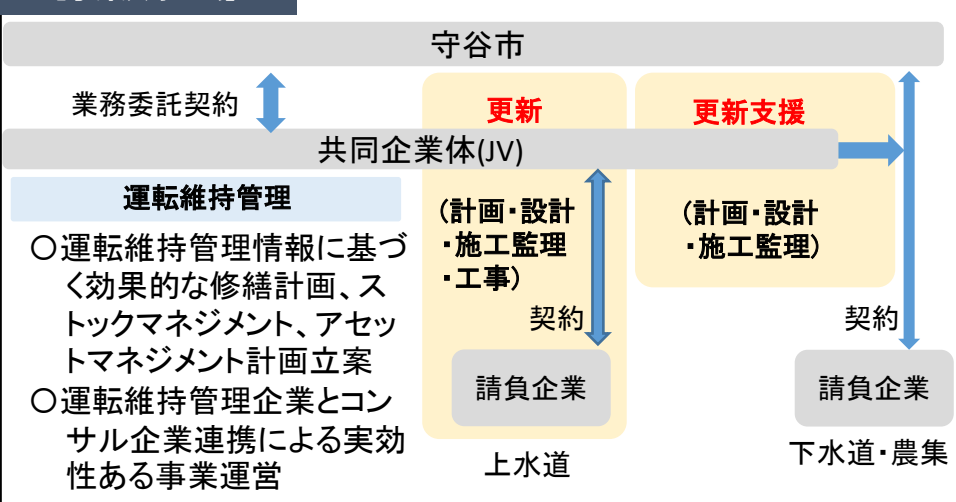 守谷市
業務委託契約
更新
更新支援
共同企業体(JV)
運転維持管理
〇運転維持管理情報に基づ
く効果的な修繕計画、ス
トックマネジメント、アセッ
トマネジメント計画立案
〇運転維持管理企業とコン
サル企業連携による実効
性ある事業運営
(計画・設計
・施工監理
・工事)
契約
請負企業
上水道
(計画・設計
・施工監理)
契約
請負企業
下水道・農集